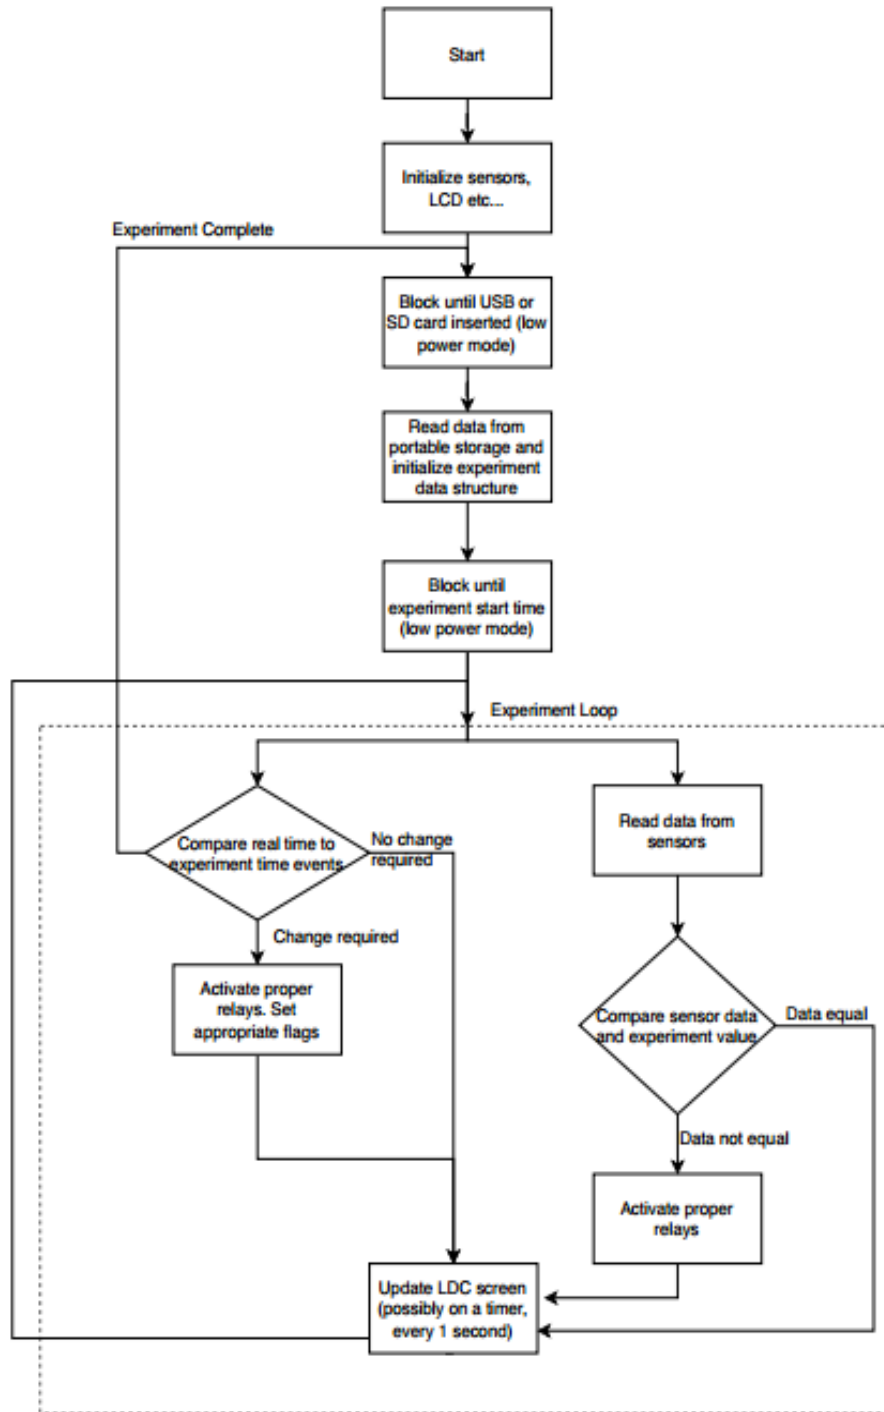 Start
Initialize sensors,
LCD etc...
Experiment Complete
Block until USB or
SD card inserted (low
power mode)
Read data from
portable storage and
initialize experiment
data structure
Block until
experiment start time
(low power mode)
Experiment Loop
Compare real time to
experiment time events
No change
required
Read data from
sensors
Change required
Activate proper
relays. Set
appropriate flags
Compare sensor data
and experiment value
Data equal
Data not equal
Activate proper
relays
Update LDC screen
(possibly on a timer,
every 1 second)